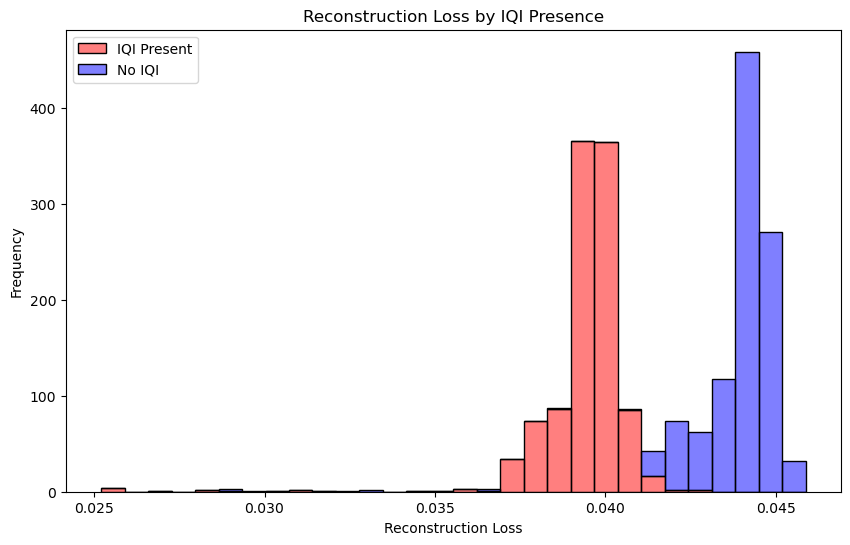 Reconstruction Loss by IQI Presence
IQI Present
No IQI
Frequency
400
300
200
100
0
0.025
0.030
0.035
0.040
0.045
Reconstruction Loss